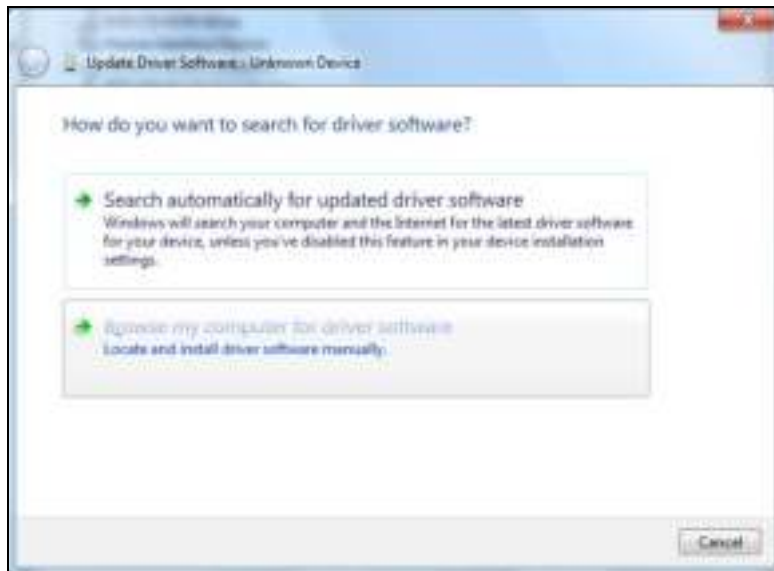 Update Driver Software - Unknown Device
How do you want to search for driver software?
Search automatically for updated driver software
Windows will search your computer and the Internet for the latest driver software
for your device, unless you've disabled this feature in your device installation
settings.
Browse my computer for driver software
Locate and install driver software manually.
Cancel